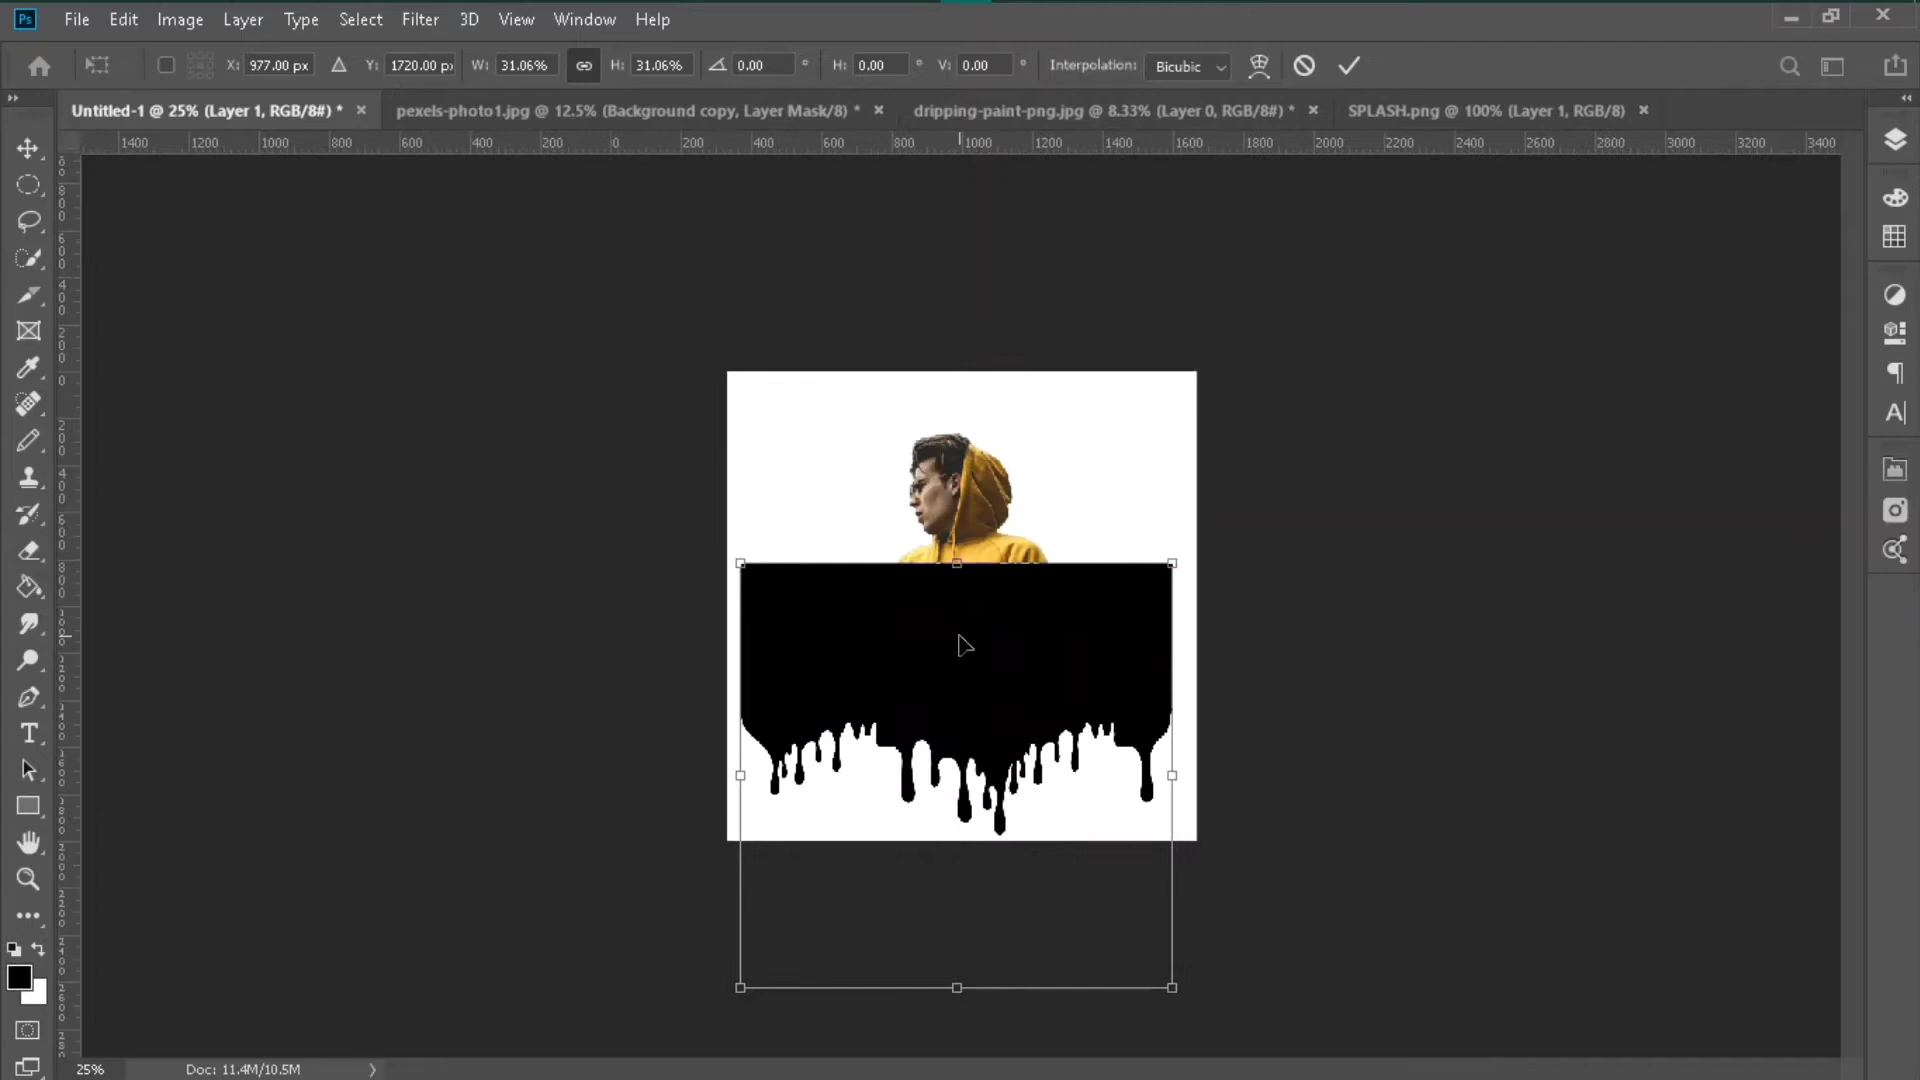 Ps File Edit Image Layer Type Select Filter 3D View Window Help
X: 977.00 px Y: 1720.00 px W: 31.06% H: 31.06% 0.00 ° H: 0.00 ° V: 0.00 ° Interpolation: Bicubic
Untitled-1 @ 25% (Layer 1, RGB/8#) * × pexels-photo1.jpg @ 12.5% (Background copy, Layer Mask/8) * × dripping-paint-png.jpg @ 8.33% (Layer 0, RGB/8#) * × SPLASH.png @ 100% (Layer 1, RGB/8) ×
1400 1200 1000 800 600 400 200 0 200 400 600 800 1000 1200 1400 1600 1800 2000 2200 2400 2600 2800 3000 3200 3400
25% Doc: 11.4M/10.5M